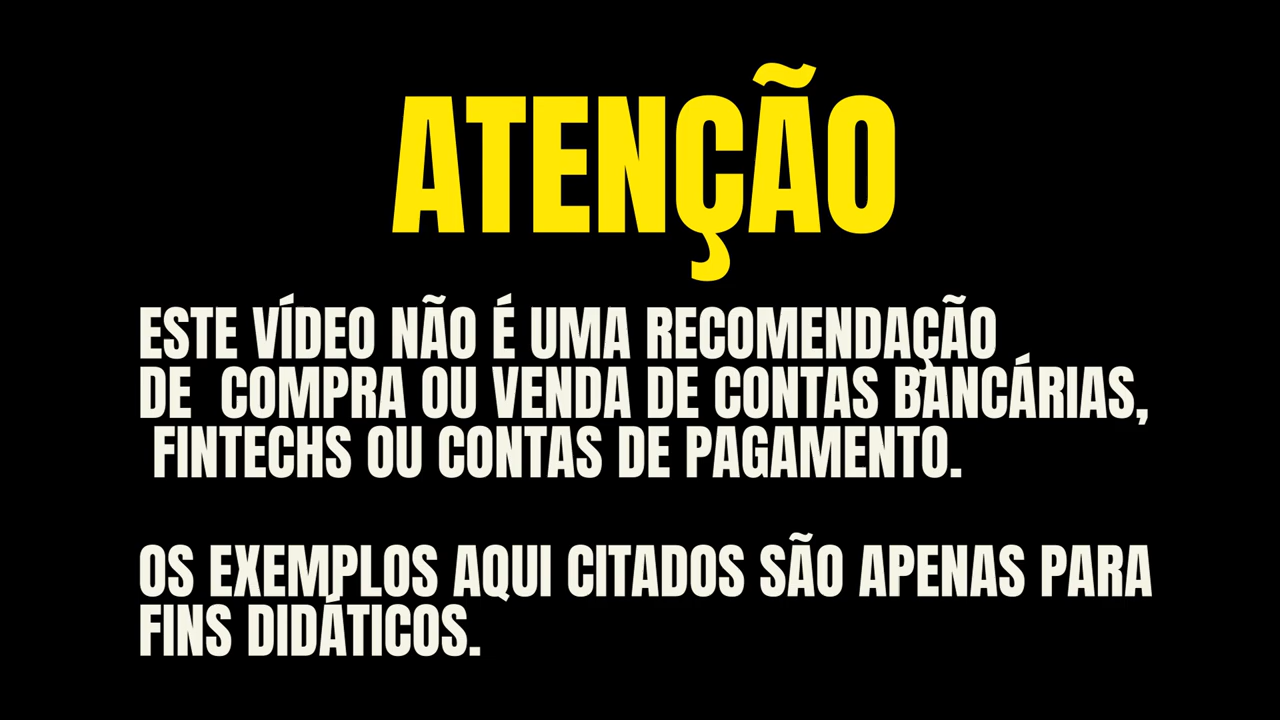 ATENÇÃO
ESTE VÍDEO NÃO É UMA RECOMENDAÇÃO
DE COMPRA OU VENDA DE CONTAS BANCÁRIAS,
FINTECHS OU CONTAS DE PAGAMENTO.
OS EXEMPLOS AQUI CITADOS SÃO APENAS PARA
FINS DIDÁTICOS.